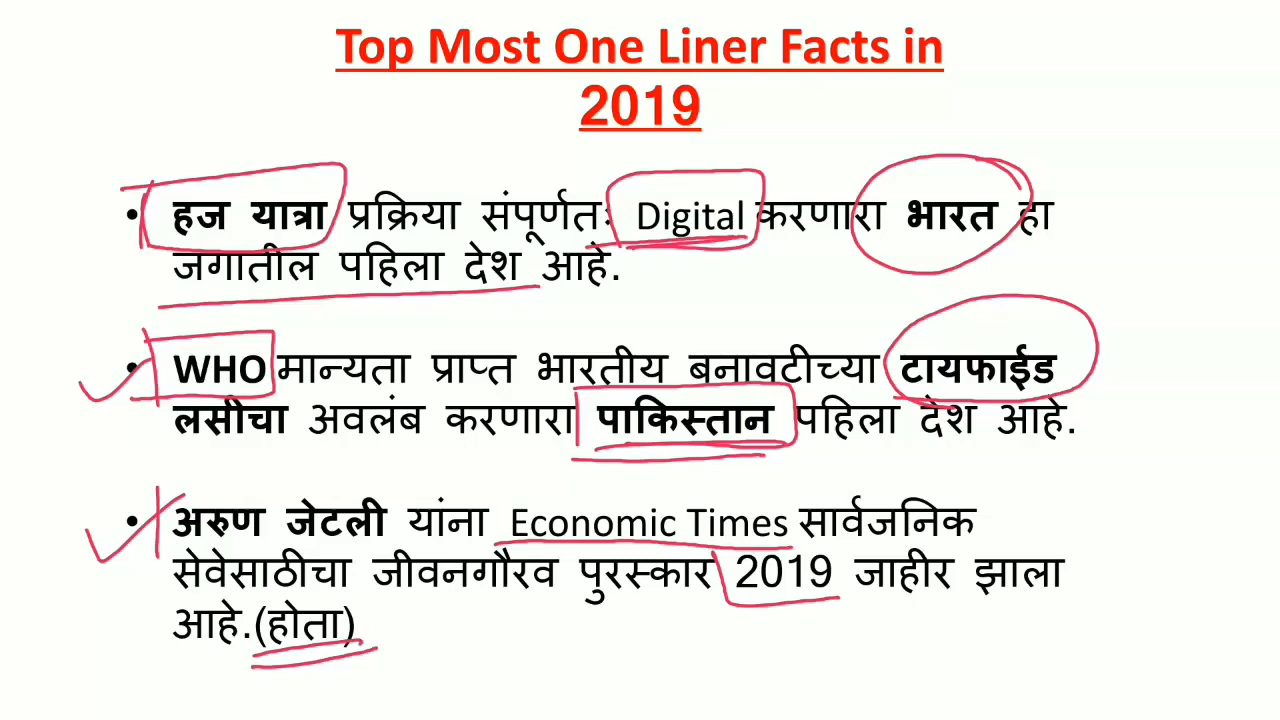 Top Most One Liner Facts in
2019
• हज यात्रा प्रक्रिया संपूर्णतः Digital करणारा भारत हा
जगातील पहिला देश आहे.
• WHO मान्यता प्राप्त भारतीय बनावटीच्या टायफाईड
लसीचा अवलंब करणारा पाकिस्तान पहिला देश आहे.
• अरुण जेटली यांना Economic Times सार्वजनिक
सेवेसाठीचा जीवनगौरव पुरस्कार 2019 जाहीर झाला
आहे.(होता)